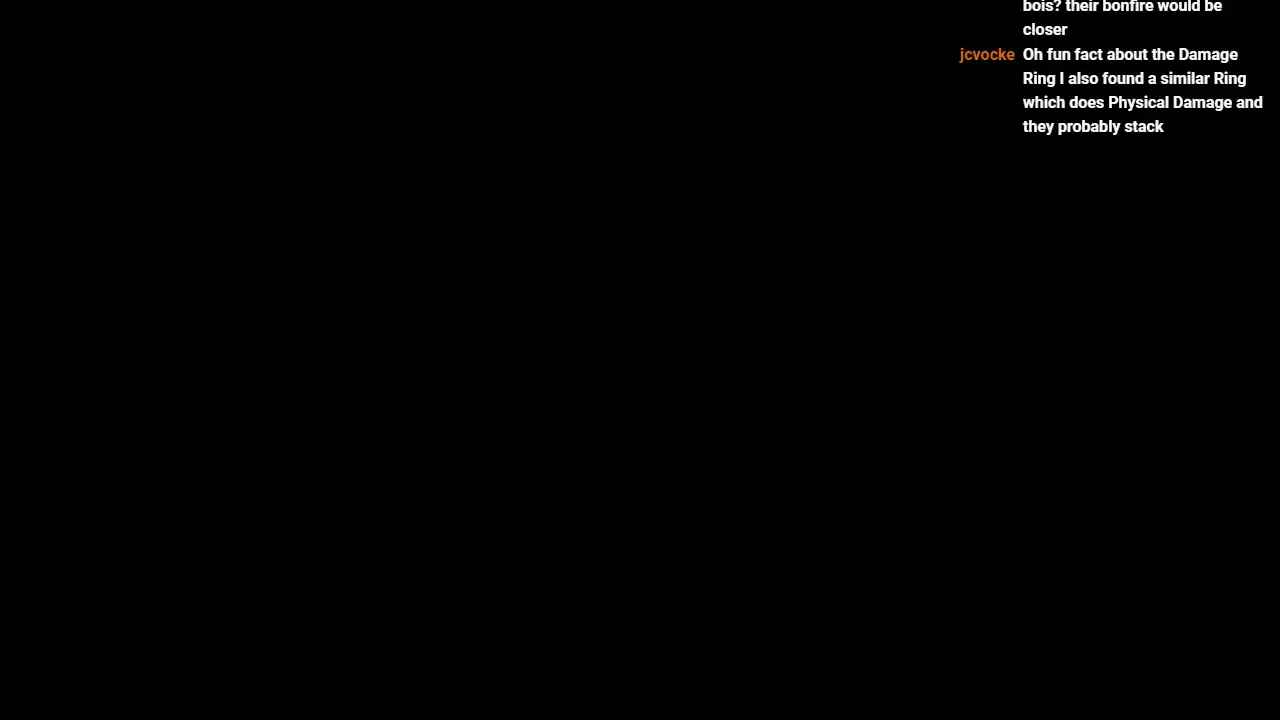 bois? their bonfire would be
closer
jcvocke Oh fun fact about the Damage
Ring I also found a similar Ring
which does Physical Damage and
they probably stack